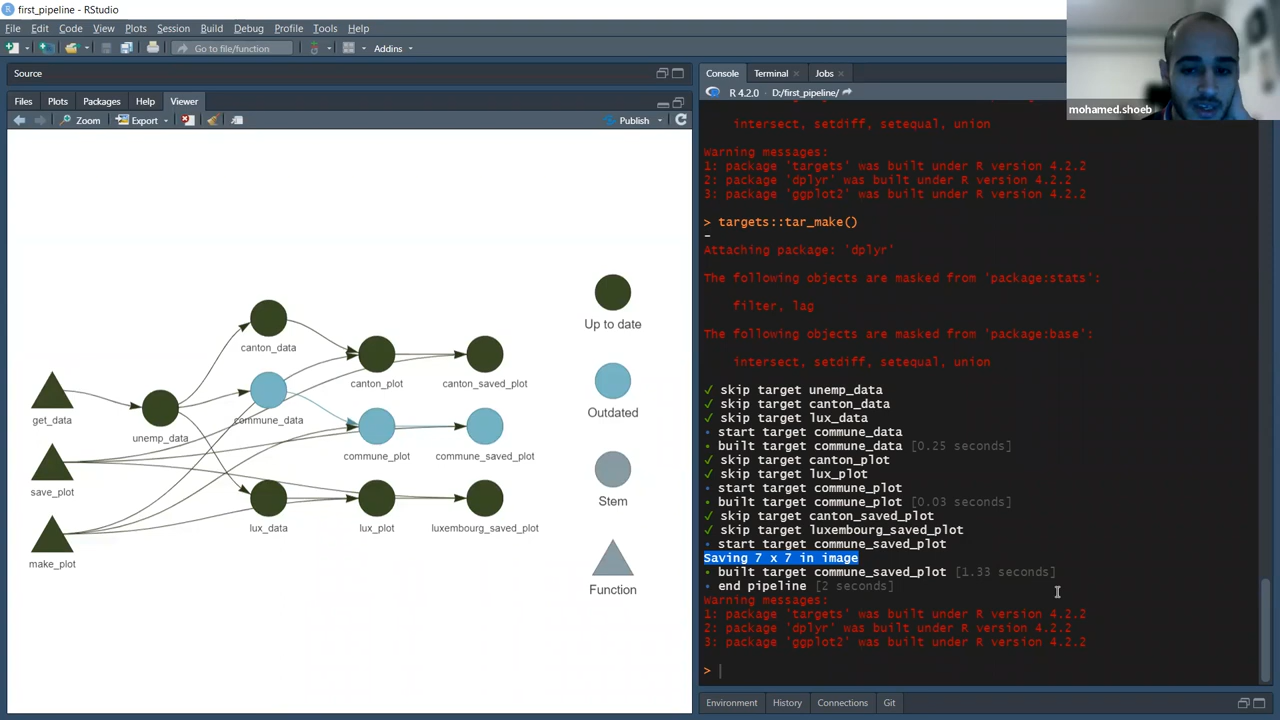 first_pipeline - RStudio
File Edit Code View Plots Session Build Debug Profile Tools Help
Go to file/function Addins
Source
Files Plots Packages Help Viewer
Zoom Export Publish
get_data
save_plot
make_plot
unemp_data
canton_data
commune_data
lux_data
canton_plot
commune_plot
lux_plot
canton_saved_plot
commune_saved_plot
luxembourg_saved_plot
Up to date
Outdated
Stem
Function
Console Terminal Jobs
R 4.2.0 · D:/first_pipeline/
mohamed.shoeb
intersect, setdiff, setequal, union
Warning messages:
1: package 'targets' was built under R version 4.2.2
2: package 'dplyr' was built under R version 4.2.2
3: package 'ggplot2' was built under R version 4.2.2
> targets::tar_make()
-
Attaching package: 'dplyr'
The following objects are masked from 'package:stats':
filter, lag
The following objects are masked from 'package:base':
intersect, setdiff, setequal, union
✓ skip target unemp_data
✓ skip target canton_data
✓ skip target lux_data
• start target commune_data
• built target commune_data [0.25 seconds]
✓ skip target canton_plot
✓ skip target lux_plot
• start target commune_plot
• built target commune_plot [0.03 seconds]
✓ skip target canton_saved_plot
✓ skip target luxembourg_saved_plot
• start target commune_saved_plot
Saving 7 x 7 in image
• built target commune_saved_plot [1.33 seconds]
• end pipeline [2 seconds]
Warning messages:
1: package 'targets' was built under R version 4.2.2
2: package 'dplyr' was built under R version 4.2.2
3: package 'ggplot2' was built under R version 4.2.2
>
Environment History Connections Git